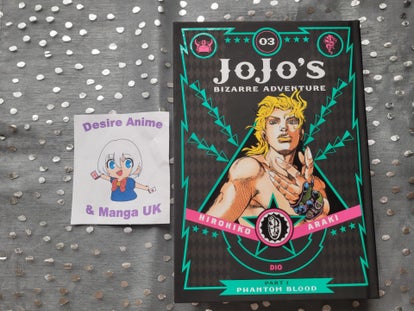 Desire Anime
& Manga UK
03
JOJO'S
BIZARRE ADVENTURE
HIROHIKO
ARAKI
DIO
PART 1
PHANTOM BLOOD